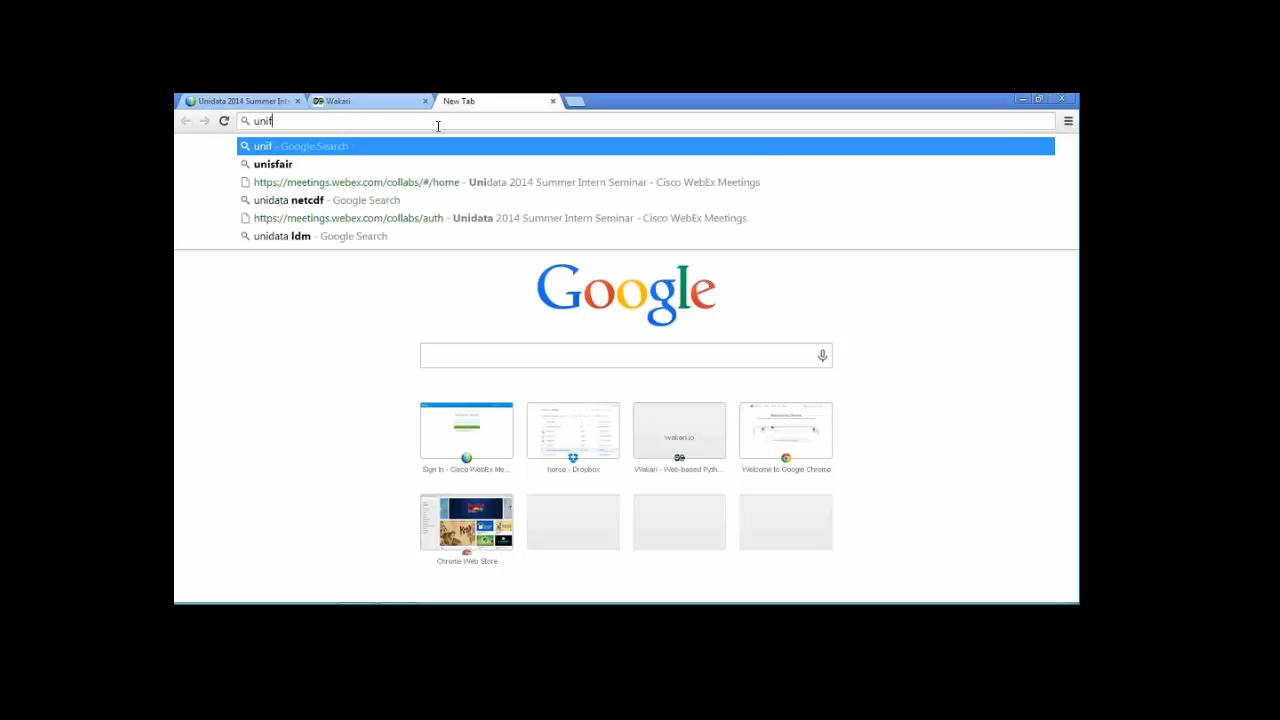 Unidata 2014 Summer Int
Wakari
New Tab
unif
unif - Google Search
unisfair
https://meetings.webex.com/collabs/#/home - Unidata 2014 Summer Intern Seminar - Cisco WebEx Meetings
unidata netcdf - Google Search
https://meetings.webex.com/collabs/auth - Unidata 2014 Summer Intern Seminar - Cisco WebEx Meetings
unidata ldm - Google Search
Google
wakari.io
Sign In - Cisco WebEx Me...
horse - Dropbox
Wakari - Web-based Pyth...
Welcome to Google Chrome
Chrome Web Store